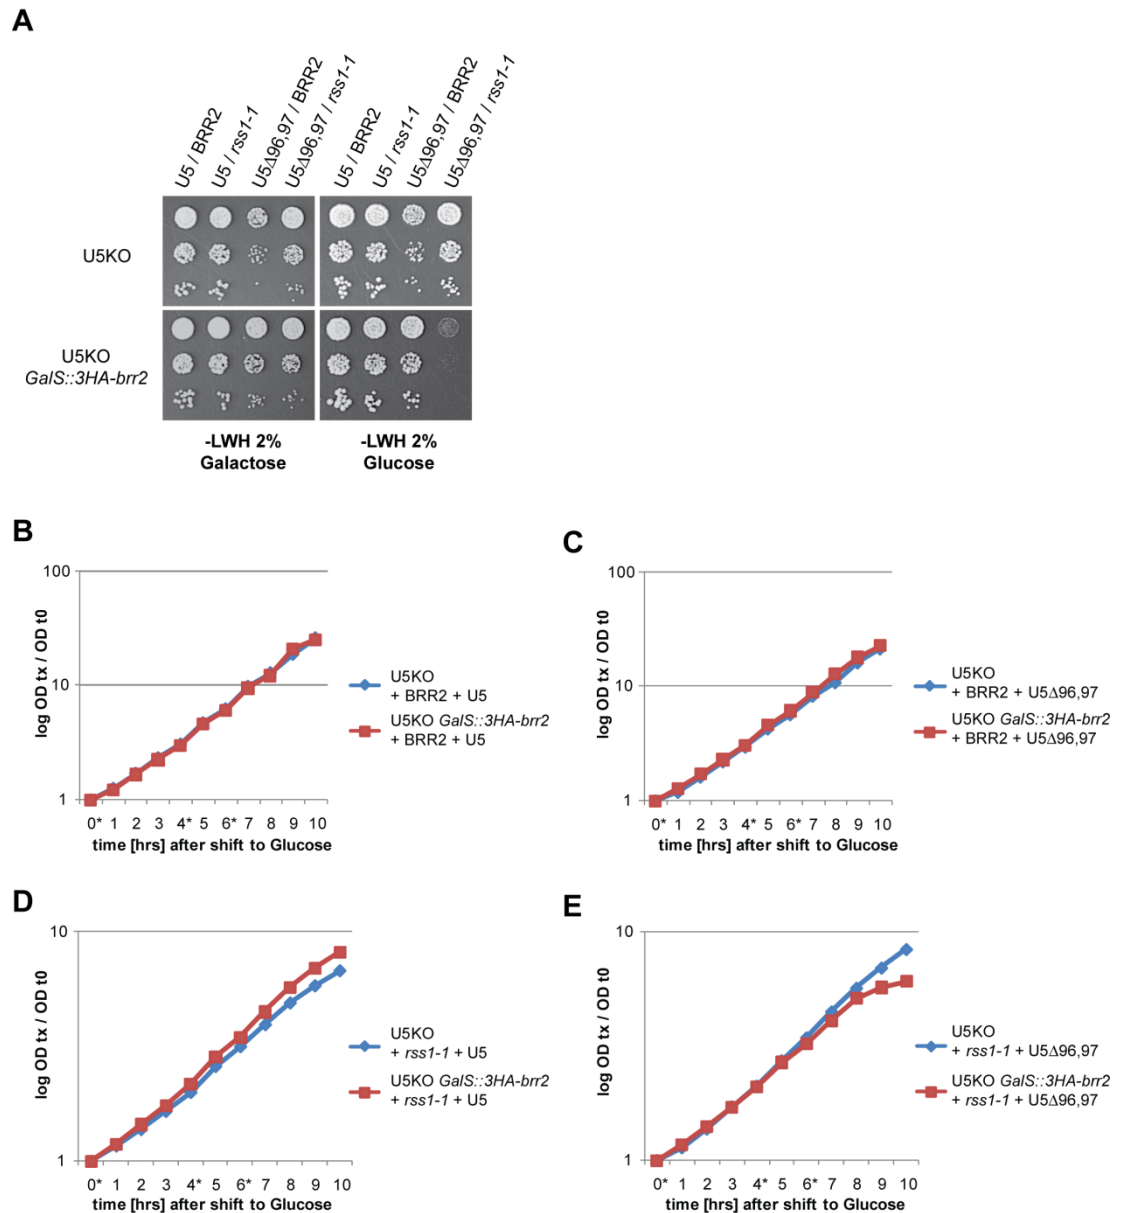 A
U5 / BRR2
U5 / rss1-1
U5Δ96,97 / BRR2
U5Δ96,97 / rss1-1
U5 / BRR2
U5 / rss1-1
U5Δ96,97 / BRR2
U5Δ96,97 / rss1-1
U5KO
U5KO
GalS::3HA-brr2
-LWH 2%
Galactose
-LWH 2%
Glucose
B
100
10
1
log OD tx / OD t0
0* 1 2 3 4* 5 6* 7 8 9 10
time [hrs] after shift to Glucose
U5KO
+ BRR2 + U5
U5KO GalS::3HA-brr2
+ BRR2 + U5
C
100
10
1
log OD tx / OD t0
0* 1 2 3 4* 5 6* 7 8 9 10
time [hrs] after shift to Glucose
U5KO
+ BRR2 + U5Δ96,97
U5KO GalS::3HA-brr2
+ BRR2 + U5Δ96,97
D
10
1
log OD tx / OD t0
0* 1 2 3 4* 5 6* 7 8 9 10
time [hrs] after shift to Glucose
U5KO
+ rss1-1 + U5
U5KO GalS::3HA-brr2
+ rss1-1 + U5
E
10
1
log OD tx / OD t0
0* 1 2 3 4* 5 6* 7 8 9 10
time [hrs] after shift to Glucose
U5KO
+ rss1-1 + U5Δ96,97
U5KO GalS::3HA-brr2
+ rss1-1 + U5Δ96,97